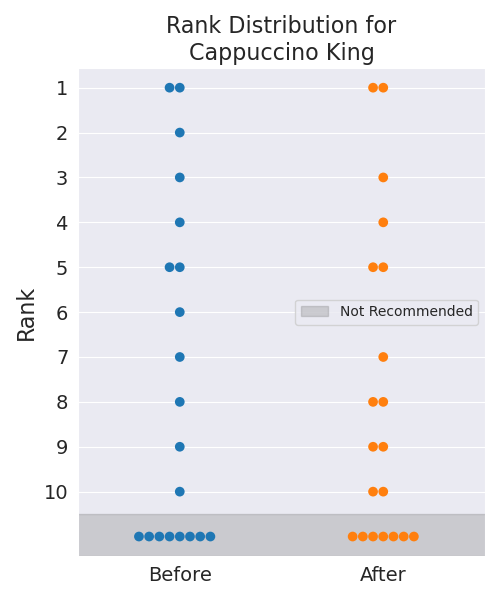 Rank Distribution for
Cappuccino King
Rank
1
2
3
4
5
6
7
8
9
10
Not Recommended
Before
After